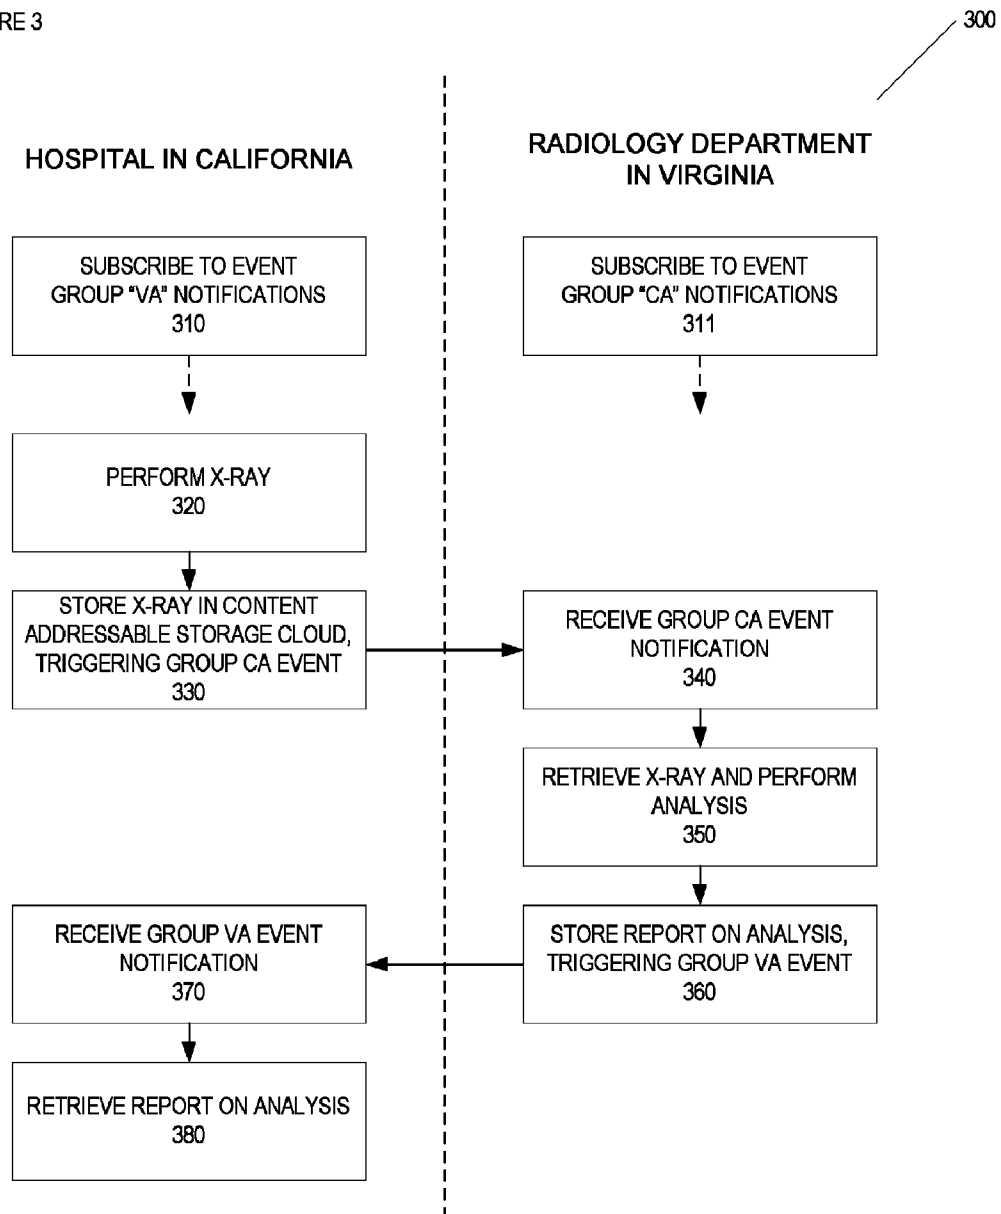 RE 3
300
HOSPITAL IN CALIFORNIA
RADIOLOGY DEPARTMENT
IN VIRGINIA
SUBSCRIBE TO EVENT
GROUP “VA” NOTIFICATIONS
310
SUBSCRIBE TO EVENT
GROUP “CA” NOTIFICATIONS
311
PERFORM X-RAY
320
STORE X-RAY IN CONTENT
ADDRESSABLE STORAGE CLOUD,
TRIGGERING GROUP CA EVENT
330
RECEIVE GROUP CA EVENT
NOTIFICATION
340
RETRIEVE X-RAY AND PERFORM
ANALYSIS
350
STORE REPORT ON ANALYSIS,
TRIGGERING GROUP VA EVENT
360
RECEIVE GROUP VA EVENT
NOTIFICATION
370
RETRIEVE REPORT ON ANALYSIS
380